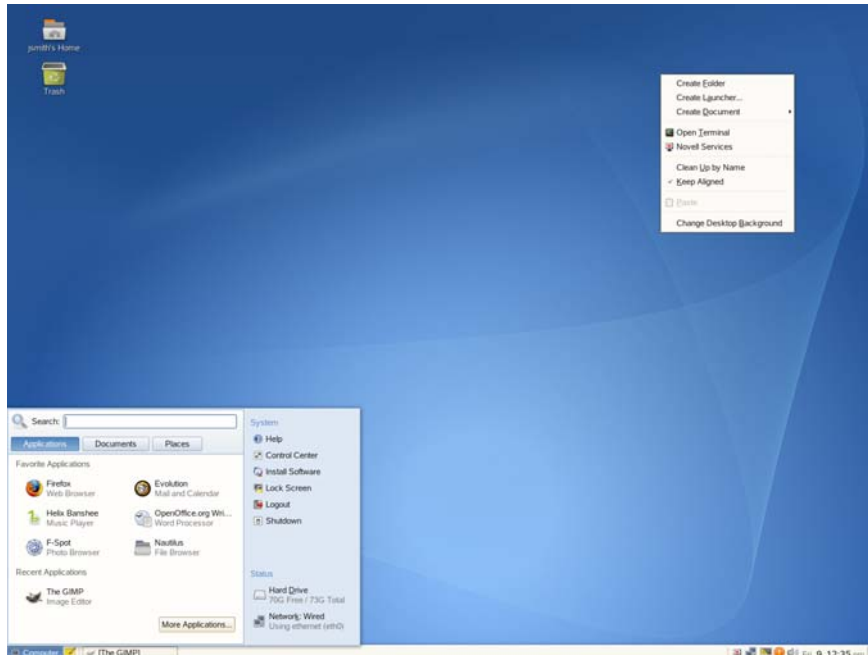 jsmith's Home
Trash
Create Folder
Create Launcher...
Create Document
Open Terminal
Novell Services
Clean Up by Name
Keep Aligned
Paste
Change Desktop Background
Search:
Applications Documents Places
Favorite Applications
Firefox
Web Browser
Evolution
Mail and Calendar
Helix Banshee
Music Player
OpenOffice.org Wri...
Word Processor
F-Spot
Photo Browser
Nautilus
File Browser
Recent Applications
The GIMP
Image Editor
More Applications...
System
Help
Control Center
Install Software
Lock Screen
Logout
Shutdown
Status
Hard Drive
70G Free / 73G Total
Network: Wired
Using ethernet (eth0)
Computer [The GIMP] 9, 12:35